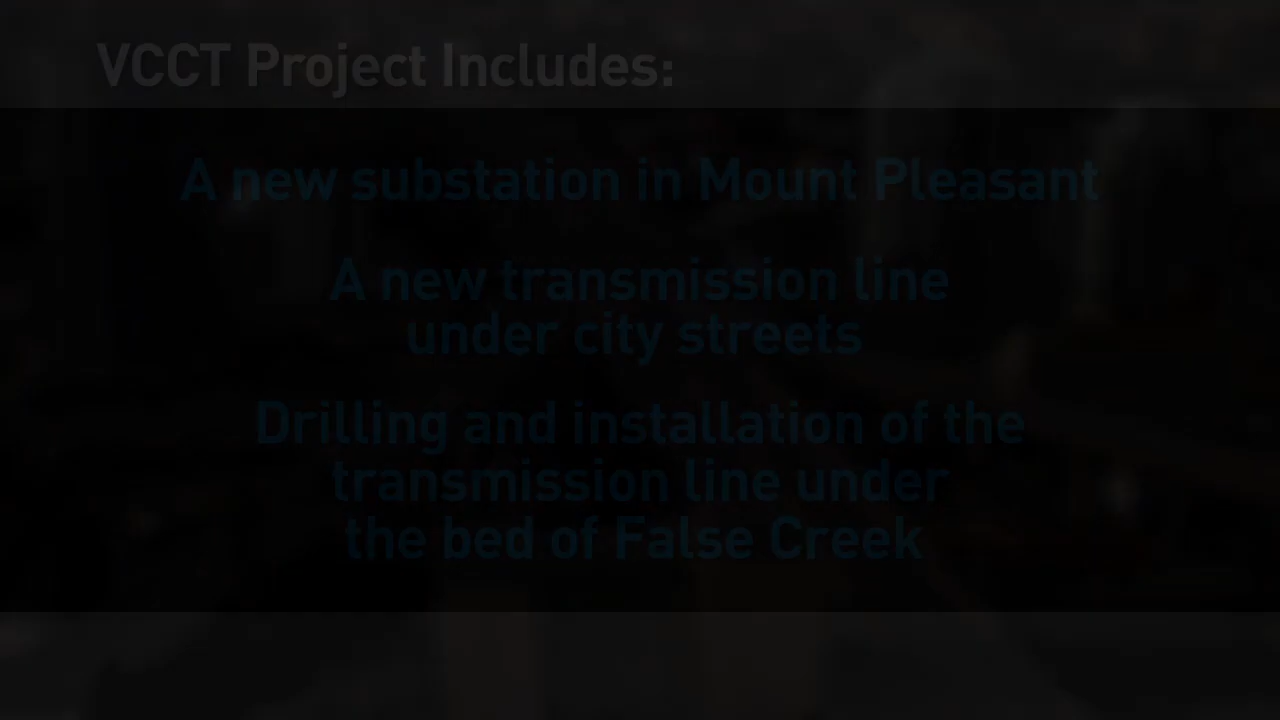 VCCT Project Includes:
A new substation in Mount Pleasant
A new transmission line
under city streets
Drilling and installation of the
transmission line under
the bed of False Creek